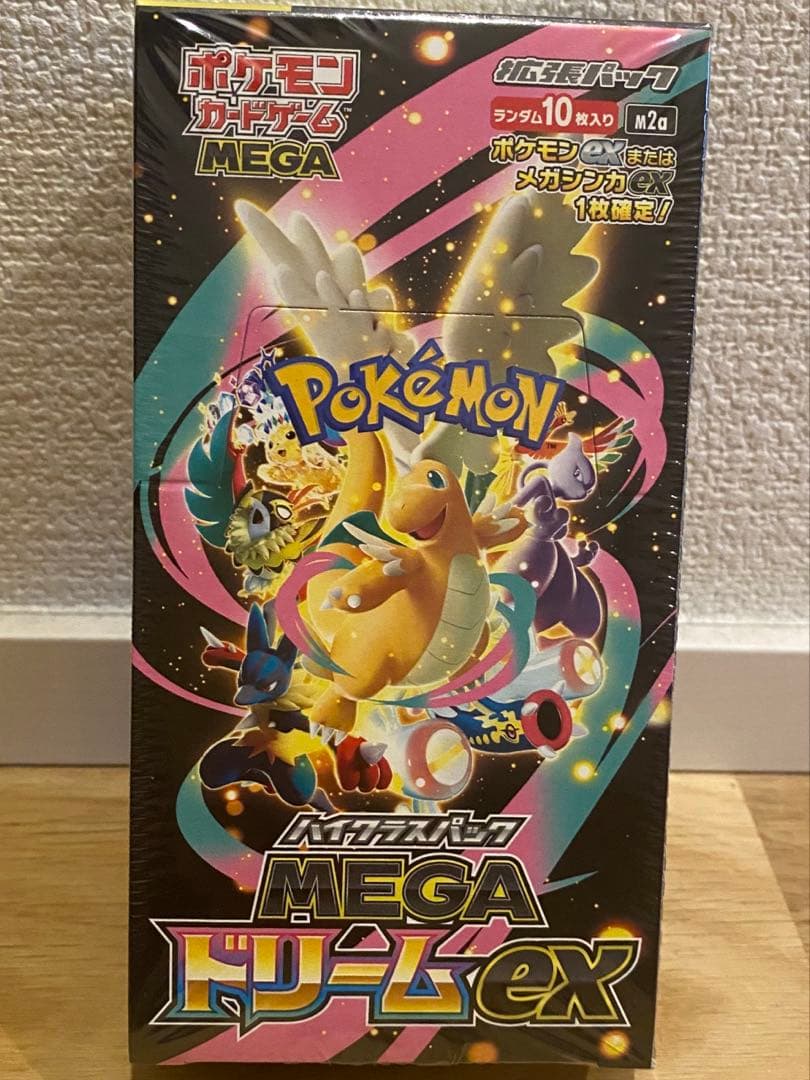 ポケモン
カードゲーム™
MEGA
拡張パック
ランダム10枚入り M2a
ポケモンexまたは
メガシンカex
1枚確定!
POKÉMON™
ハイクラスパック
MEGA
ドリームex